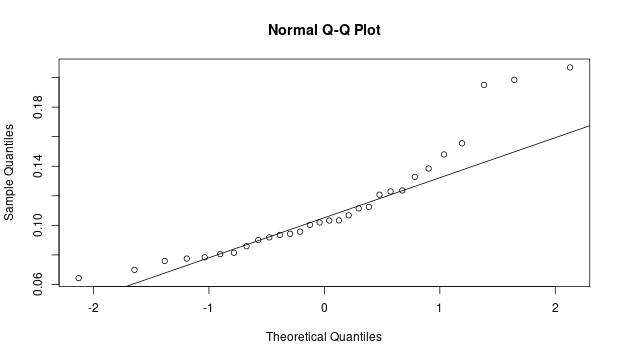 Normal Q-Q Plot
Sample Quantiles
0.18
0.14
0.10
0.06
-2 -1 0 1 2
Theoretical Quantiles